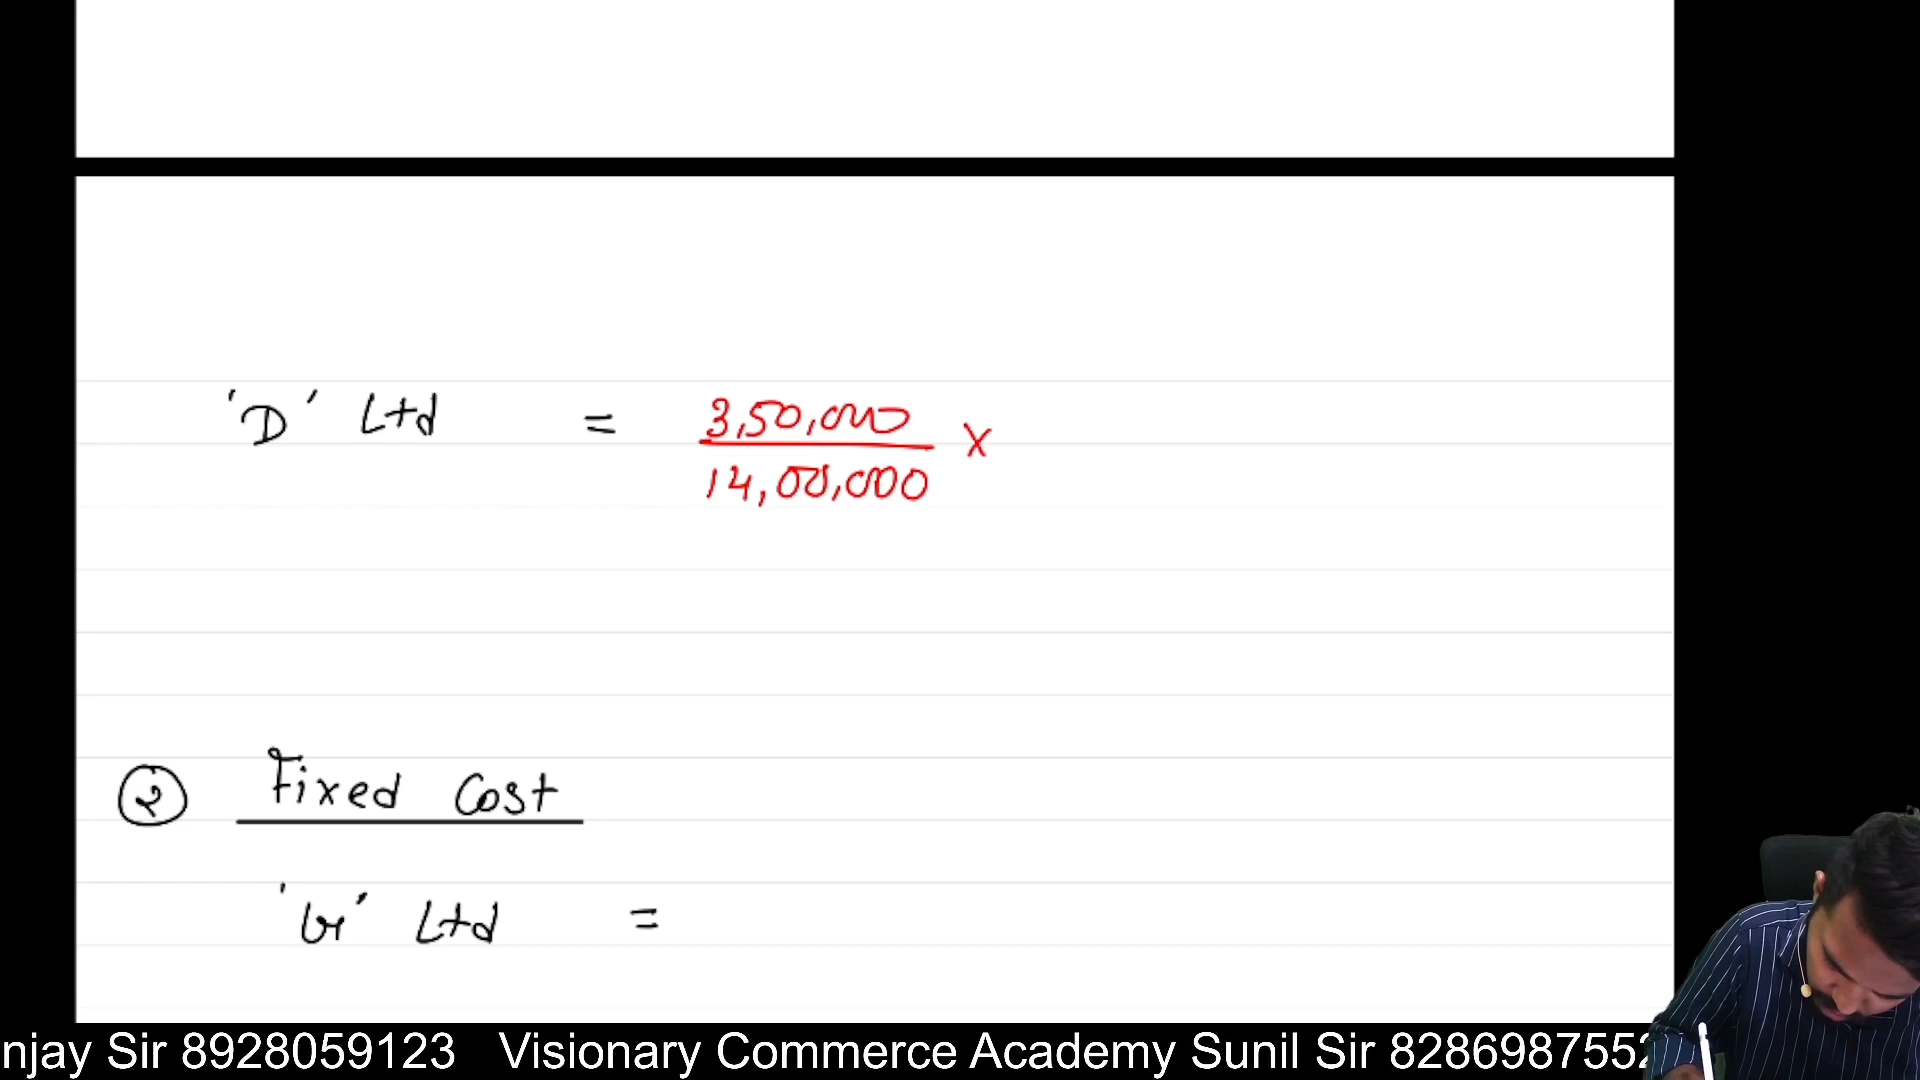 'D' Ltd = 3,50,000 ×
14,00,000
② Fixed Cost
'G' Ltd =
njay Sir 8928059123 Visionary Commerce Academy Sunil Sir 828698755